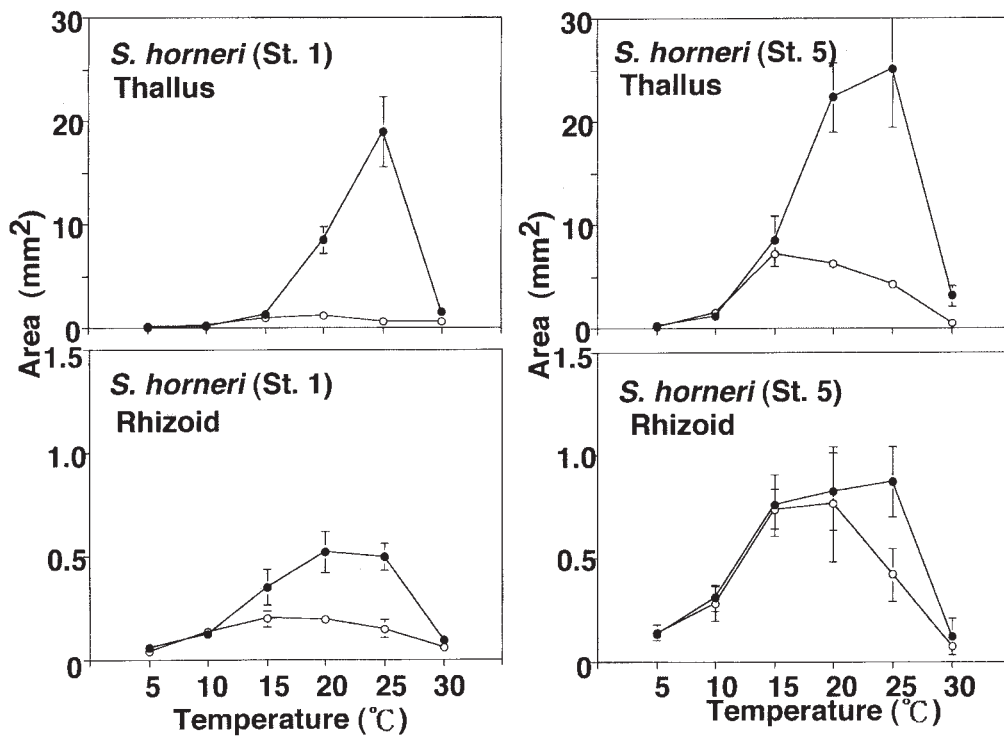 30
20
10
0
Area (mm2)
S. horneri (St. 1)
Thallus
30
20
10
0
Area (mm2)
S. horneri (St. 5)
Thallus
1.5
1.0
0.5
0
S. horneri (St. 1)
Rhizoid
5 10 15 20 25 30
Temperature (℃)
1.5
1.0
0.5
0
S. horneri (St. 5)
Rhizoid
5 10 15 20 25 30
Temperature (℃)